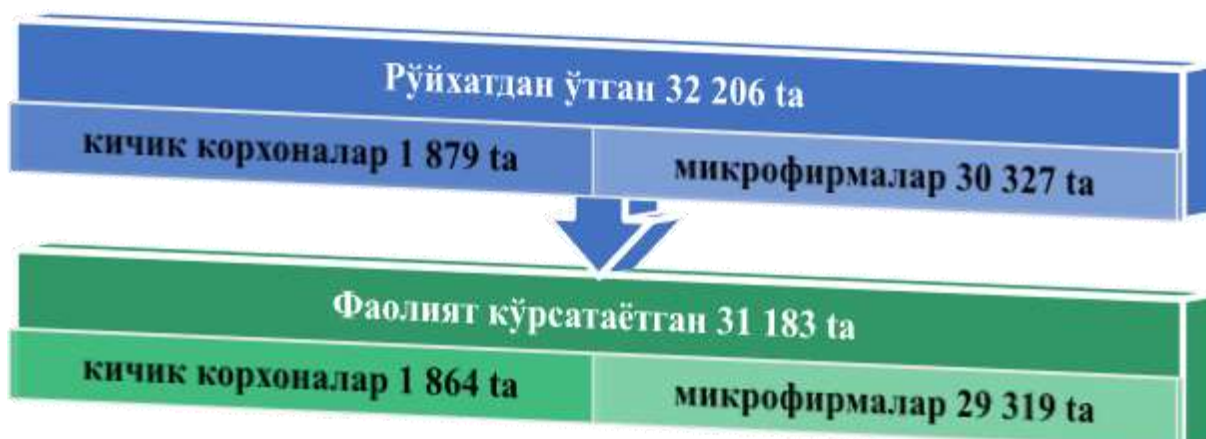 Рўйхатдан ўтган 32 206 ta
кичик корхоналар 1 879 ta
микрофирмалар 30 327 ta
Фаолият кўрсатаётган 31 183 ta
кичик корхоналар 1 864 ta
микрофирмалар 29 319 ta